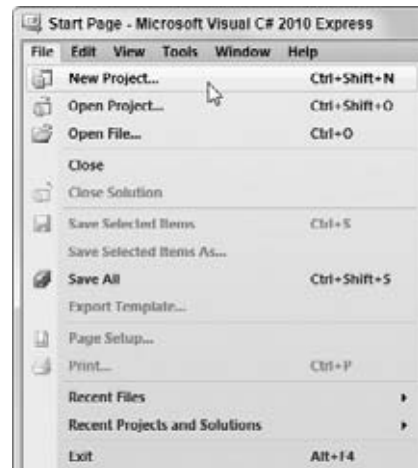 Start Page - Microsoft Visual C# 2010 Express
File Edit View Tools Window Help
New Project... Ctrl+Shift+N
Open Project... Ctrl+Shift+O
Open File... Ctrl+O
Close
Close Solution
Save Selected Items Ctrl+S
Save Selected Items As...
Save All Ctrl+Shift+S
Export Template...
Page Setup...
Print... Ctrl+P
Recent Files
Recent Projects and Solutions
Exit Alt+F4